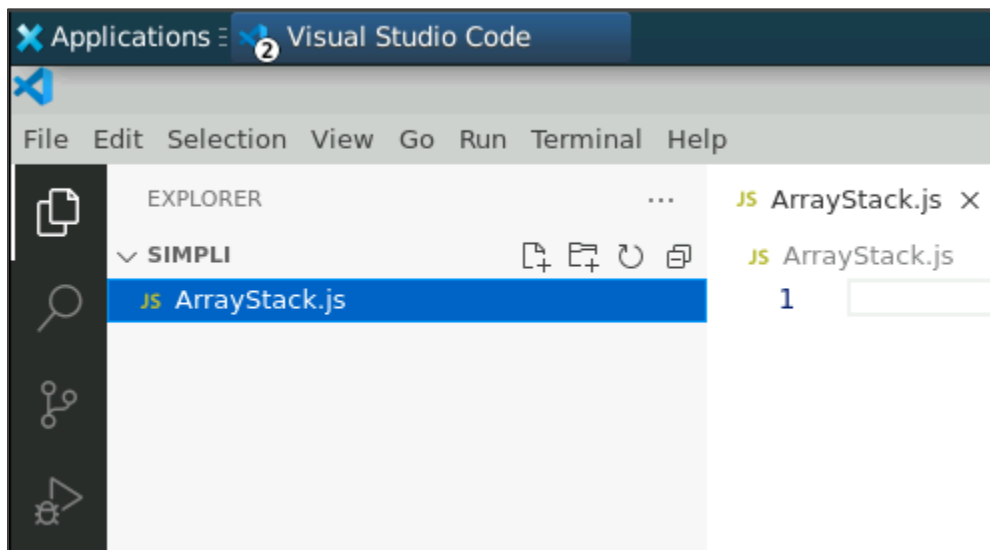 Applications 2 Visual Studio Code
File Edit Selection View Go Run Terminal Help
EXPLORER ... JS ArrayStack.js ×
SIMPLI JS ArrayStack.js
JS ArrayStack.js 1